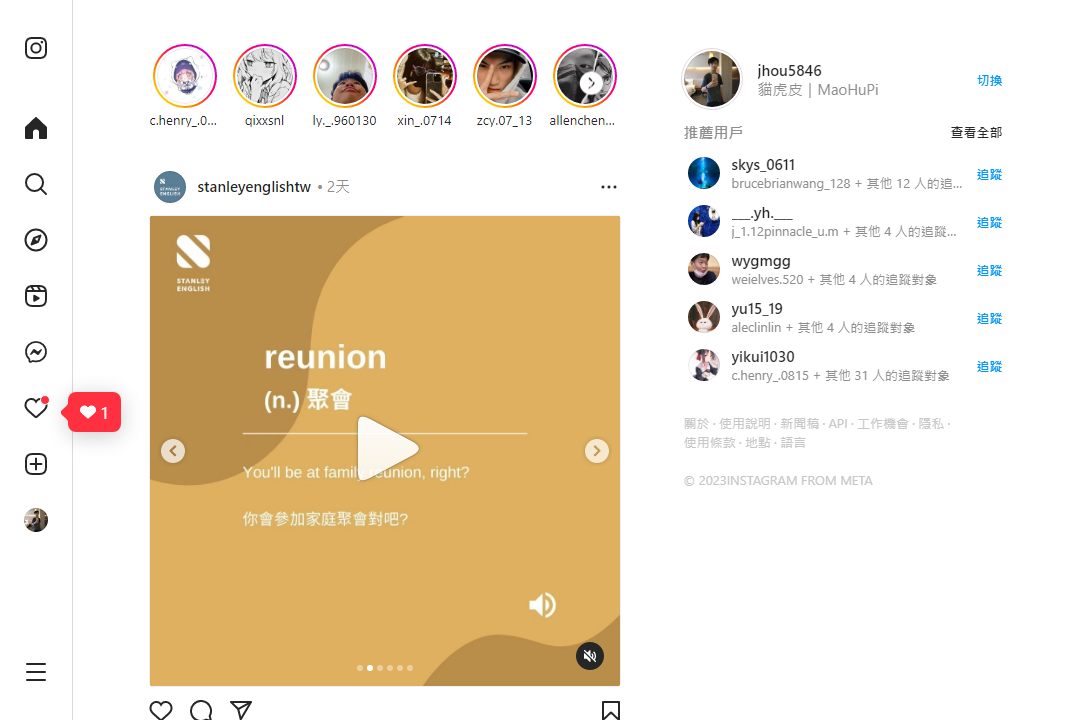 c.henry_.0...
qixxsnl
ly._.960130
xin_.0714
zcy.07_13
allenchen...
stanleyenglishtw • 2天
STANLEY
ENGLISH
reunion
(n.) 聚會
You'll be at family reunion, right?
你會參加家庭聚會對吧?
1
jhou5846
貓虎皮 | MaoHuPi
切換
推薦用戶
查看全部
skys_0611
brucebrianwang_128 + 其他 12 人的追...
追蹤
___.yh.___
j_1.12pinnacle_u.m + 其他 4 人的追蹤...
追蹤
wygmgg
weielves.520 + 其他 4 人的追蹤對象
追蹤
yu15_19
aleclinlin + 其他 4 人的追蹤對象
追蹤
yikui1030
c.henry_.0815 + 其他 31 人的追蹤對象
追蹤
關於 · 使用說明 · 新聞稿 · API · 工作機會 · 隱私 ·
使用條款 · 地點 · 語言
© 2023INSTAGRAM FROM META